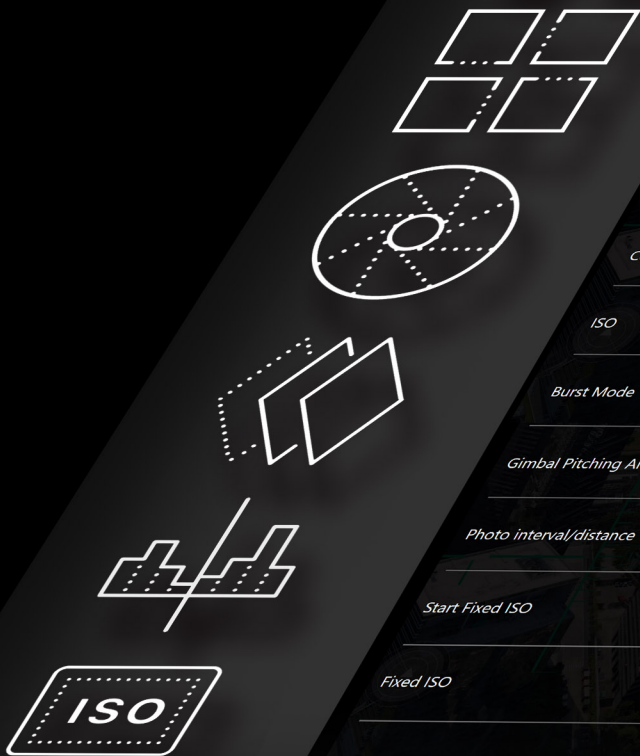 ISO
Burst Mode
Photo interval/distance
Start Fixed ISO
Fixed ISO
ISO